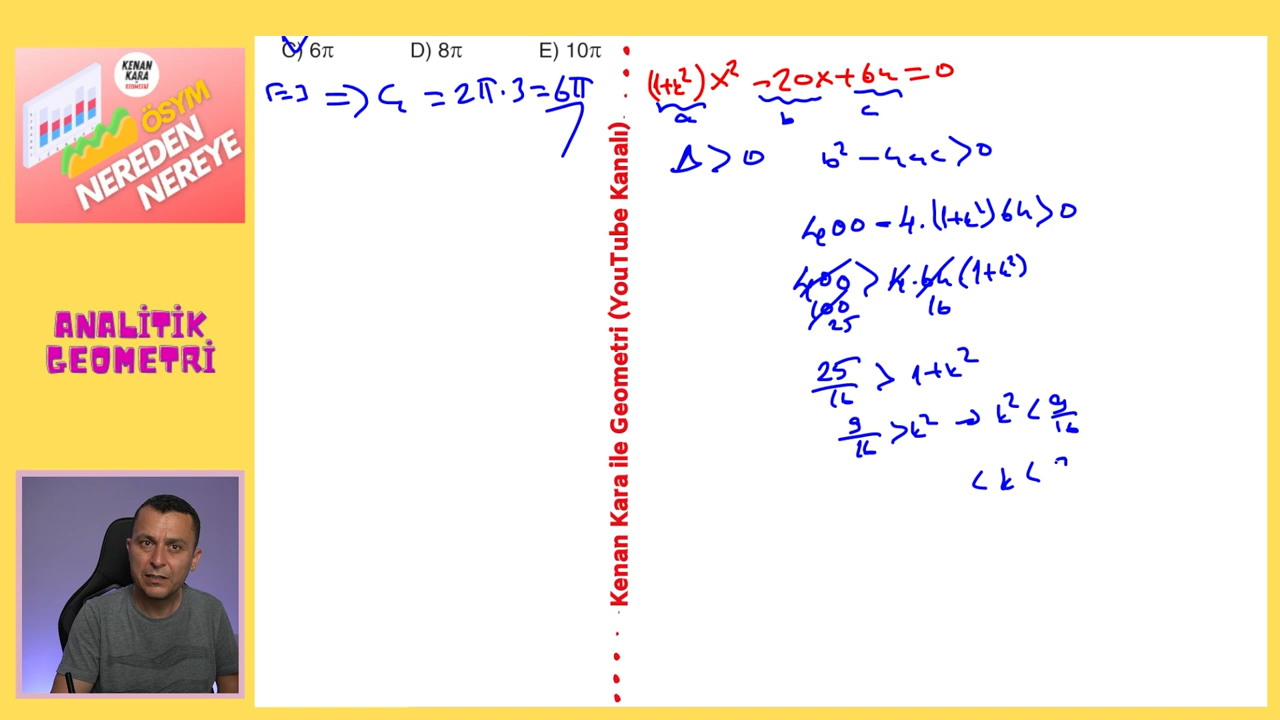 KENAN
KARA
ile
GEOMETRİ
ÖSYM
NEREDEN
NEREYE
ANALİTİK
GEOMETRİ
C) 6π D) 8π E) 10π
r=3 => Ç = 2π·3=6π
Kenan Kara ile Geometri (YouTube Kanalı)
(1+k²)x² -20x+64=0
a b c
Δ>0 b²-4ac>0
400-4.(1+k²)64>0
400>4.64(1+k²)
100 16
25
25/16 > 1+k²
9/16 >k² → k² < 9/16
< k <